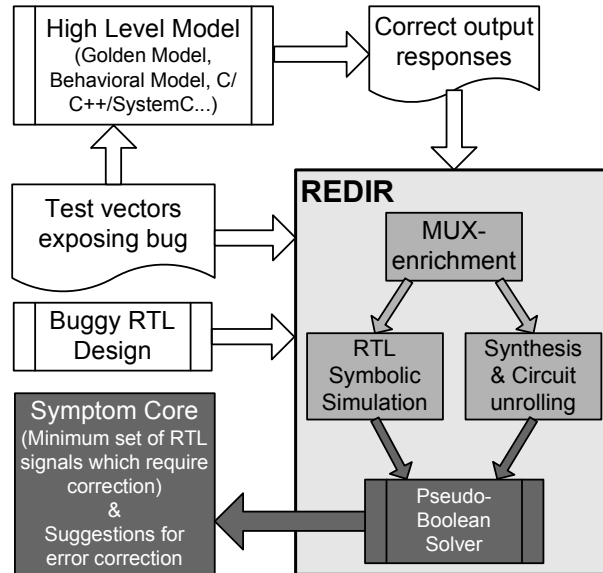 High Level Model
(Golden Model,
Behavioral Model, C/
C++/SystemC...)
Correct output
responses
Test vectors
exposing bug
Buggy RTL
Design
REDIR
MUX-
enrichment
RTL
Symbolic
Simulation
Synthesis
& Circuit
unrolling
Pseudo-
Boolean
Solver
Symptom Core
(Minimum set of RTL
signals which require
correction)
&
Suggestions for
error correction